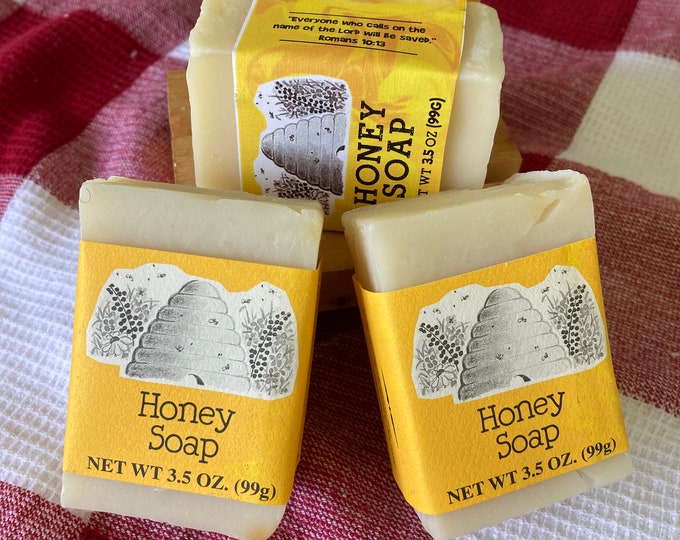 "Everyone who calls on the
name of the Lord will be saved."
Romans 10:13
HONEY
SOAP
WT 3.5 OZ (99G)
Honey
Soap
NET WT 3.5 OZ. (99g)
Honey
Soap
NET WT 3.5 OZ. (99g)